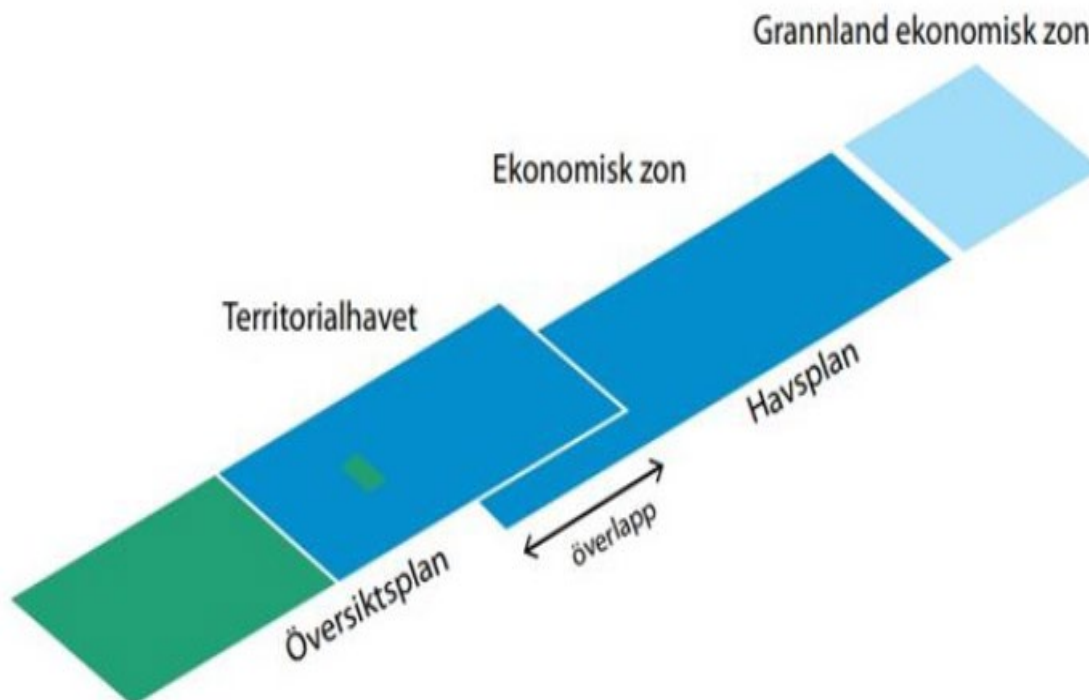 Grannland ekonomisk zon
Ekonomisk zon
Territorialhavet
Havsplan
överlapp
Översiktsplan